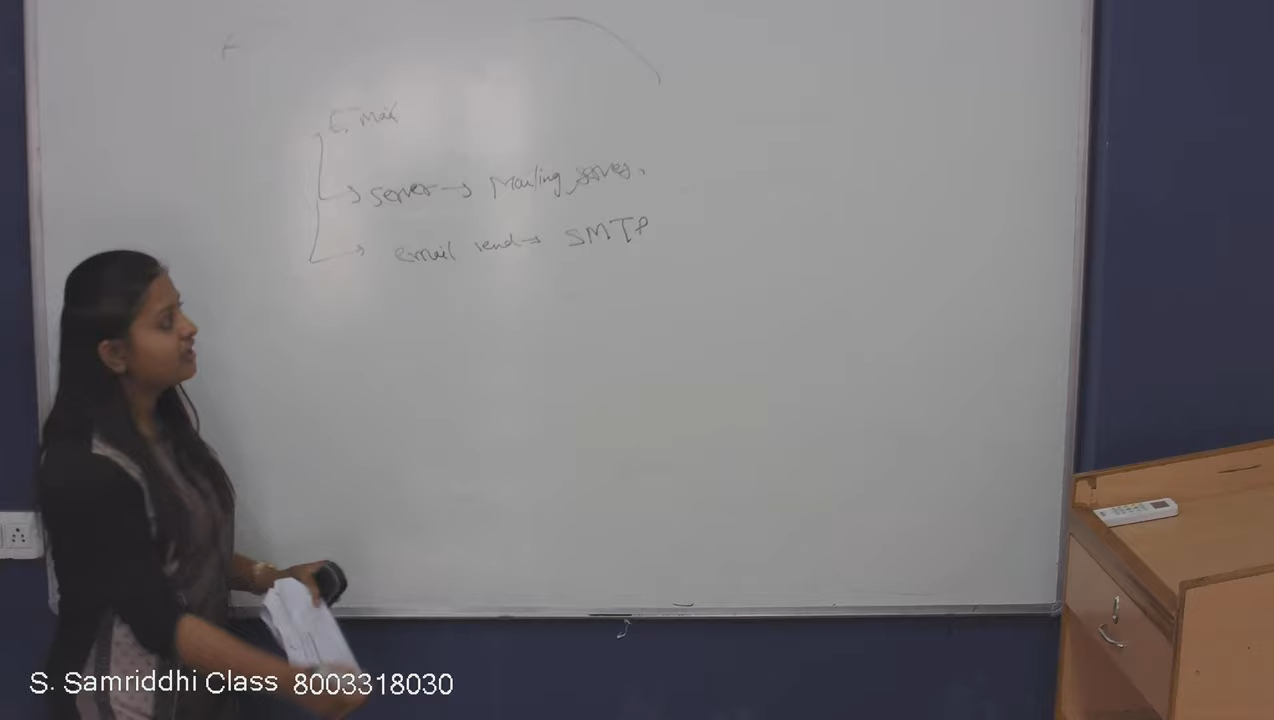 E. Mail
server → Mailing server.
email send → SMTP
S. Samriddhi Class 8003318030